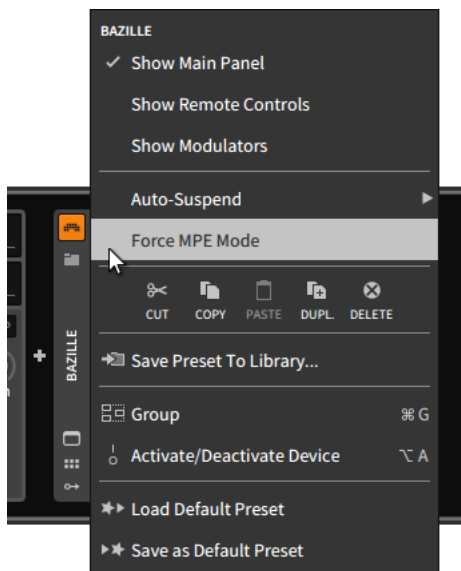 BAZILLE
✓ Show Main Panel
Show Remote Controls
Show Modulators
Auto-Suspend
Force MPE Mode
CUT COPY PASTE DUPL. DELETE
Save Preset To Library...
Group ⌘ G
Activate/Deactivate Device ⌥ A
Load Default Preset
Save as Default Preset
BAZILLE